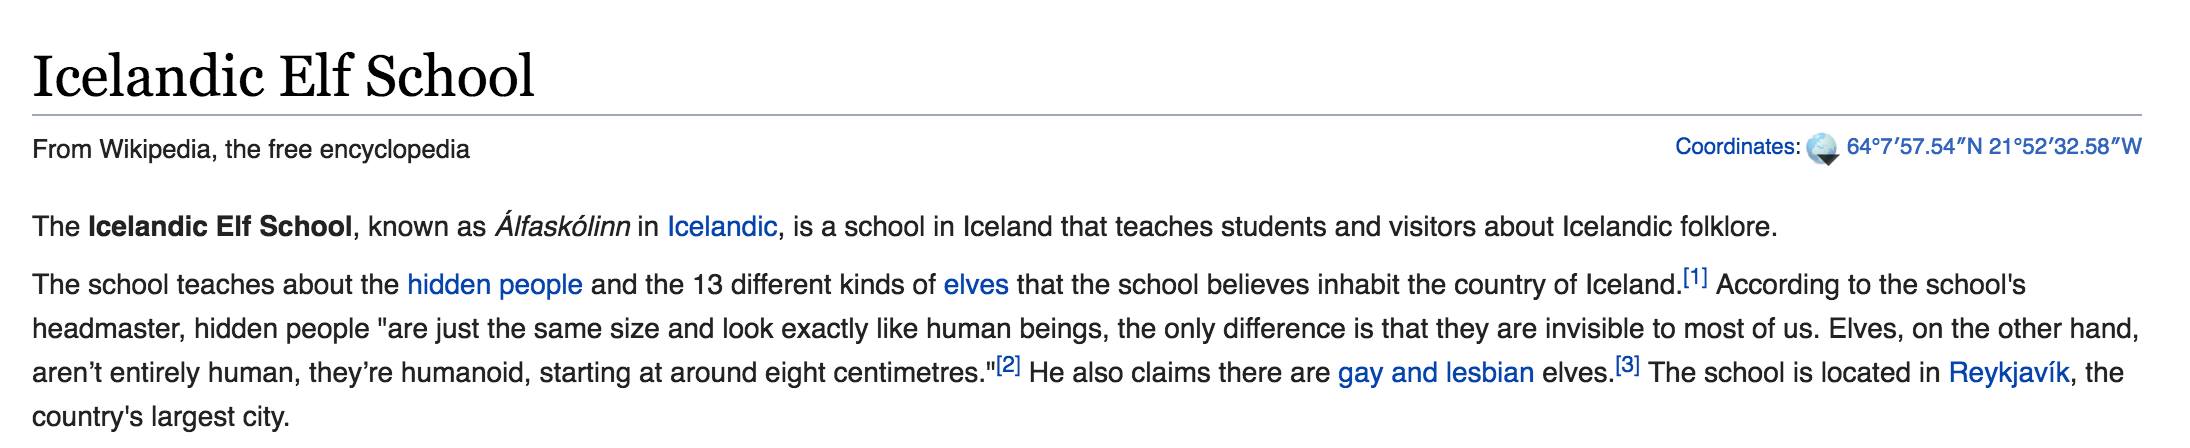 Icelandic Elf School
From Wikipedia, the free encyclopedia
Coordinates: 64°7′57.54″N 21°52′32.58″W
The Icelandic Elf School, known as Álfaskólinn in Icelandic, is a school in Iceland that teaches students and visitors about Icelandic folklore.
The school teaches about the hidden people and the 13 different kinds of elves that the school believes inhabit the country of Iceland.[1] According to the school's
headmaster, hidden people "are just the same size and look exactly like human beings, the only difference is that they are invisible to most of us. Elves, on the other hand,
aren’t entirely human, they’re humanoid, starting at around eight centimetres."[2] He also claims there are gay and lesbian elves.[3] The school is located in Reykjavík, the
country's largest city.